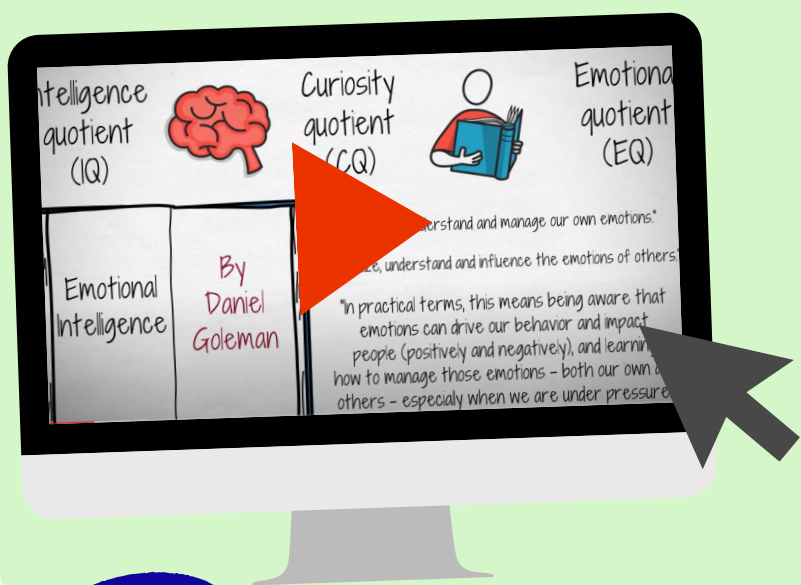 ntelligence
quotient
(IQ)
Curiosity
quotient
(CQ)
Emotiona
quotient
(EQ)
Emotional
Intelligence
By
Daniel
Goleman
erstand and manage our own emotions."
ze, understand and influence the emotions of others."
"In practical terms, this means being aware that
emotions can drive our behavior and impact
people (positively and negatively), and learnin
how to manage those emotions – both our own
others – especialy when we are under pressure